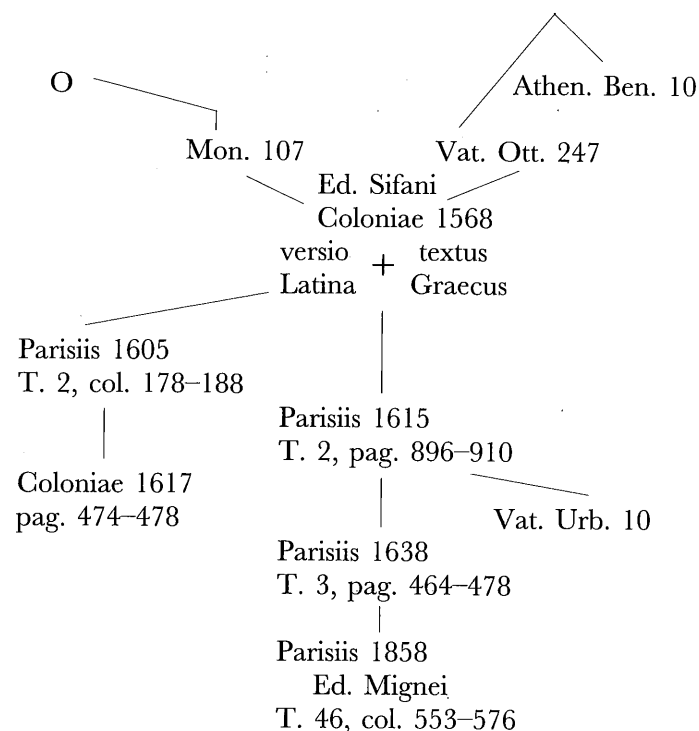 O
Athen. Ben. 10
Mon. 107
Vat. Ott. 247
Ed. Sifani
Coloniae 1568
versio + textus
Latina Graecus
Parisiis 1605
T. 2, col. 178–188
Parisiis 1615
T. 2, pag. 896–910
Coloniae 1617
pag. 474–478
Vat. Urb. 10
Parisiis 1638
T. 3, pag. 464–478
Parisiis 1858
Ed. Mignei
T. 46, col. 553–576